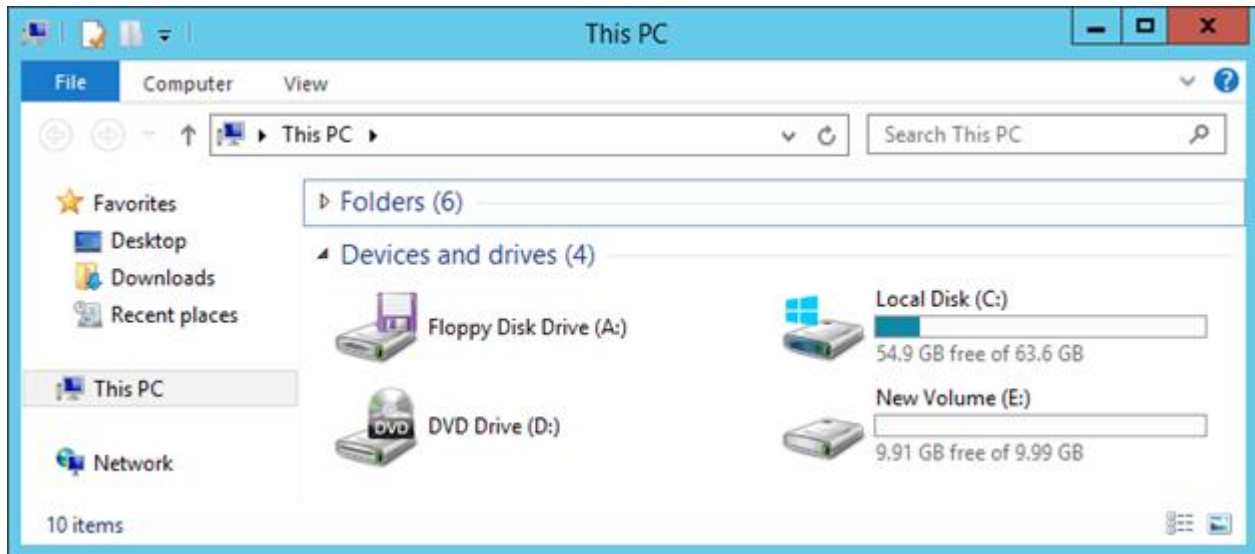 This PC
File Computer View
This PC
Search This PC
Favorites
Desktop
Downloads
Recent places
This PC
Network
Folders (6)
Devices and drives (4)
Floppy Disk Drive (A:)
Local Disk (C:)
54.9 GB free of 63.6 GB
DVD
DVD Drive (D:)
New Volume (E:)
9.91 GB free of 9.99 GB
10 items